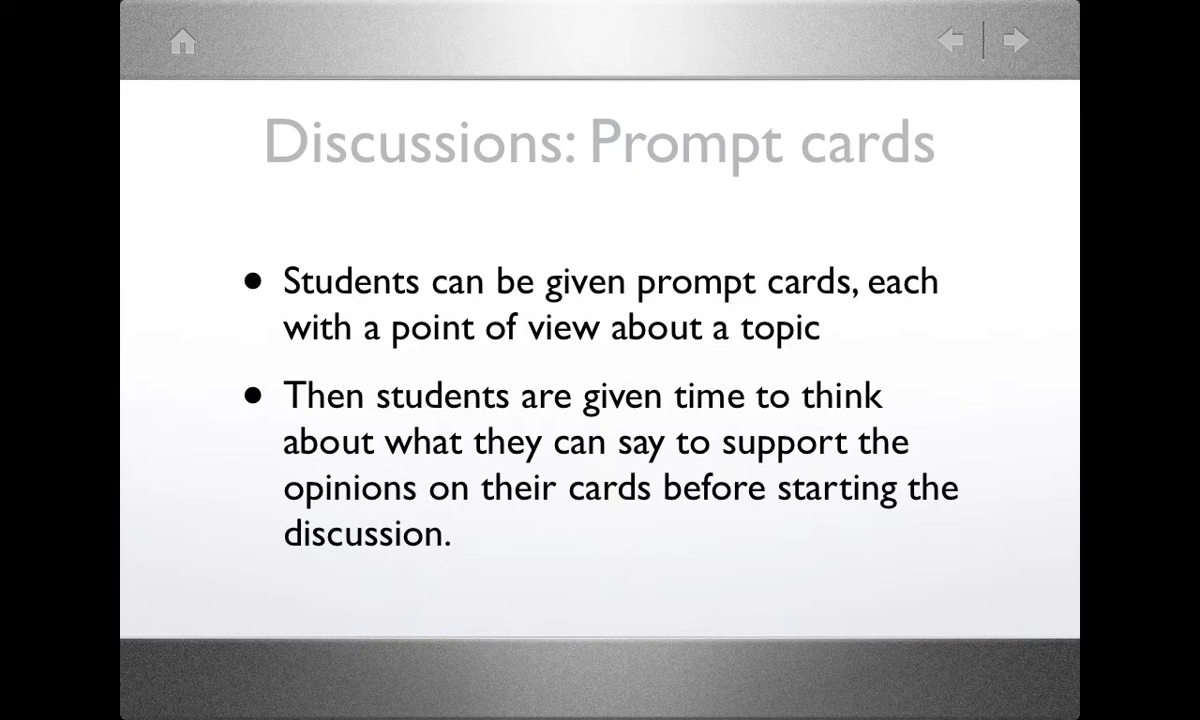 Discussions: Prompt cards
• Students can be given prompt cards, each
with a point of view about a topic
• Then students are given time to think
about what they can say to support the
opinions on their cards before starting the
discussion.